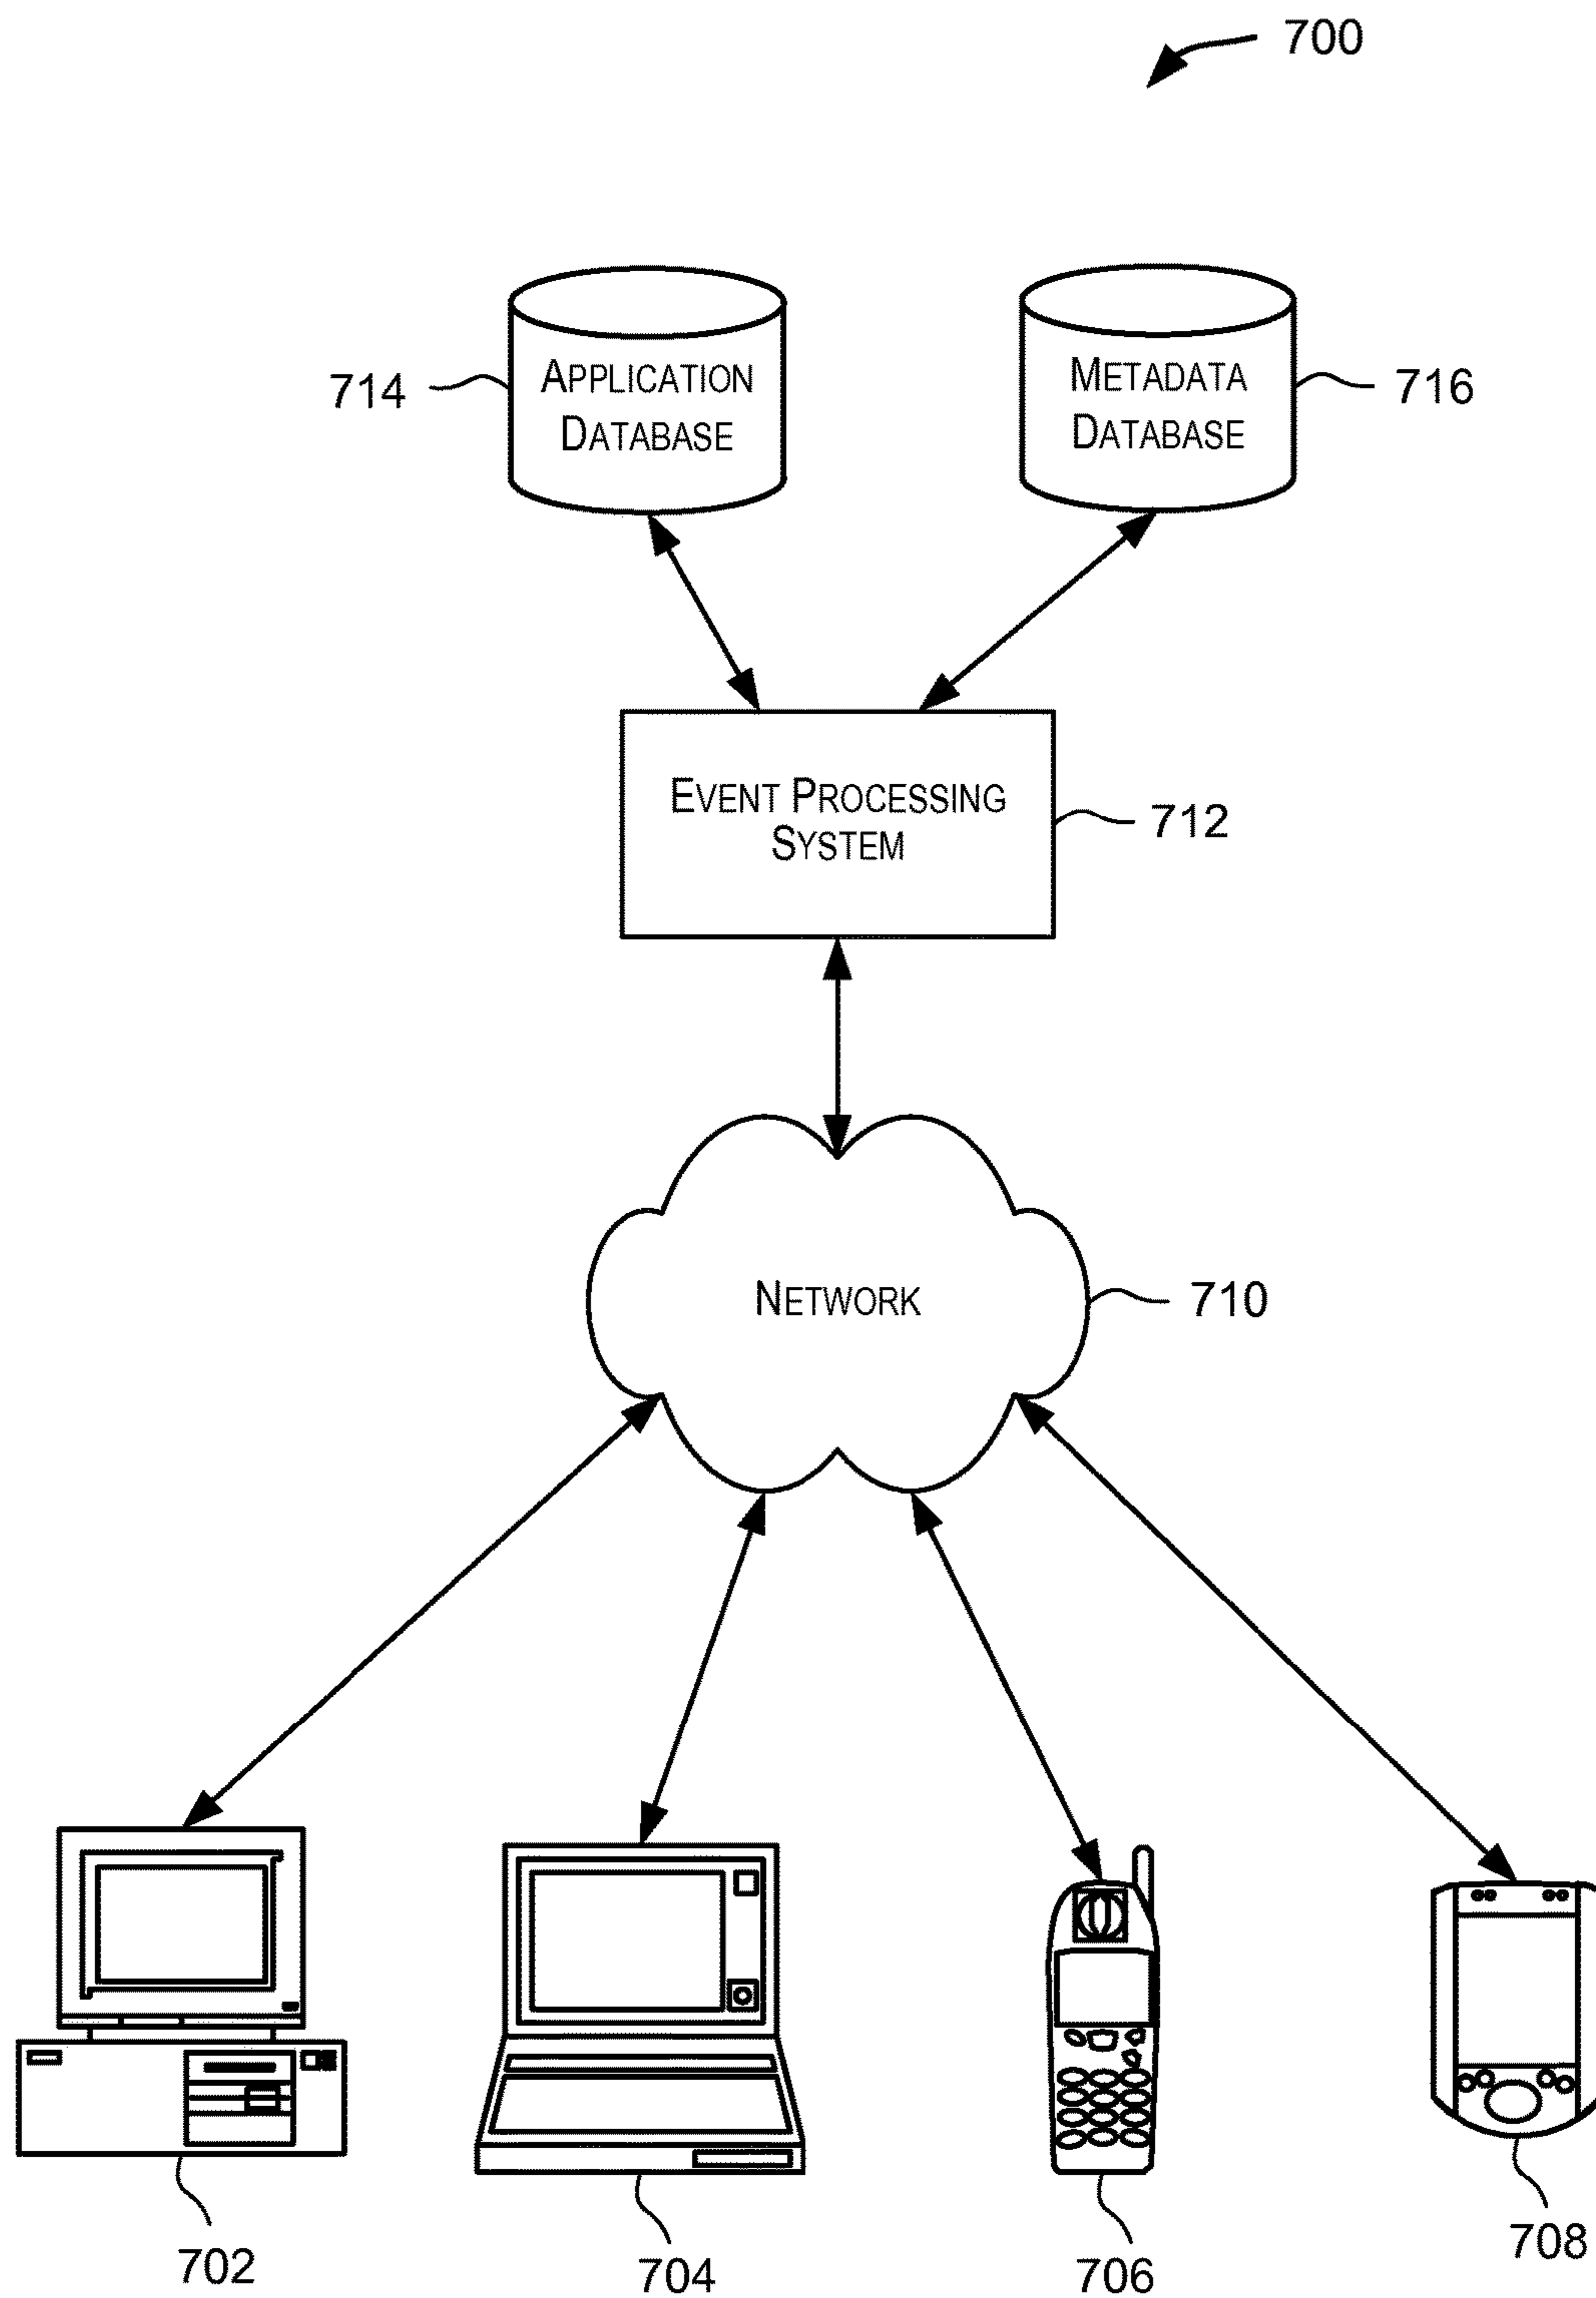 700
714
APPLICATION
DATABASE
METADATA
DATABASE
716
EVENT PROCESSING
SYSTEM
712
NETWORK
710
702
704
706
708